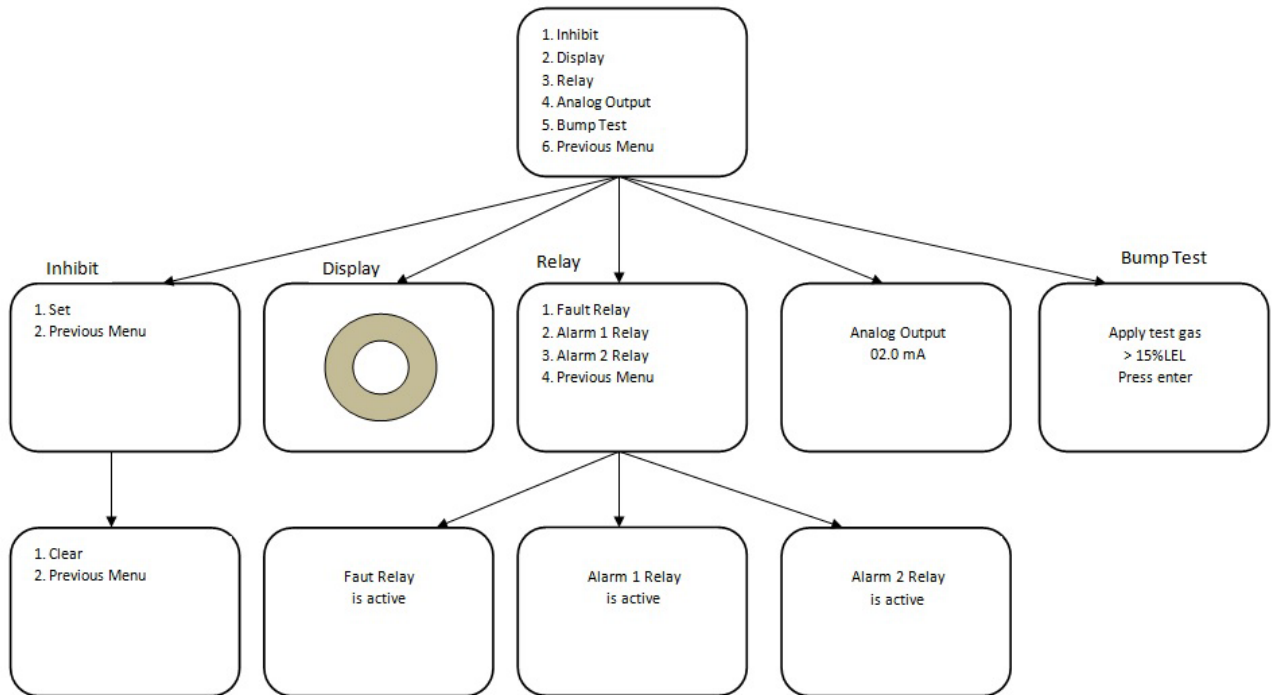 1. Inhibit
2. Display
3. Relay
4. Analog Output
5. Bump Test
6. Previous Menu
Inhibit
1. Set
2. Previous Menu
Display
Relay
1. Fault Relay
2. Alarm 1 Relay
3. Alarm 2 Relay
4. Previous Menu
Analog Output
02.0 mA
Bump Test
Apply test gas
> 15%LEL
Press enter
1. Clear
2. Previous Menu
Faut Relay
is active
Alarm 1 Relay
is active
Alarm 2 Relay
is active